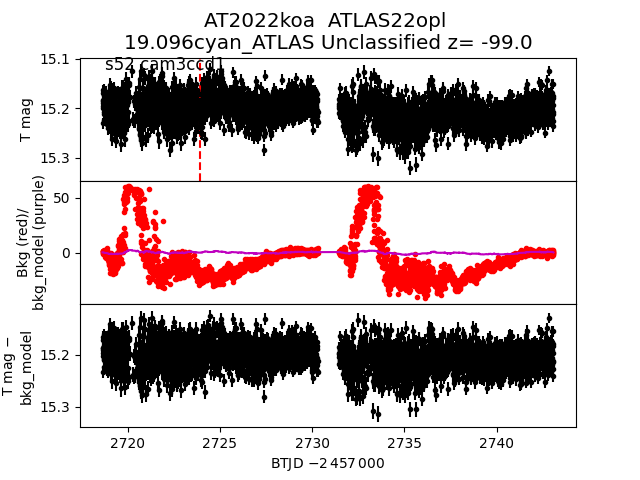 AT2022koa  ATLAS22opl
19.096cyan_ATLAS Unclassified z= -99.0
s52 cam3ccd1
15.1
15.2
15.3
T mag
50
0
Bkg (red)/
bkg_model (purple)
15.2
15.3
T mag −
bkg_model
2720
2725
2730
2735
2740
BTJD −2 457 000